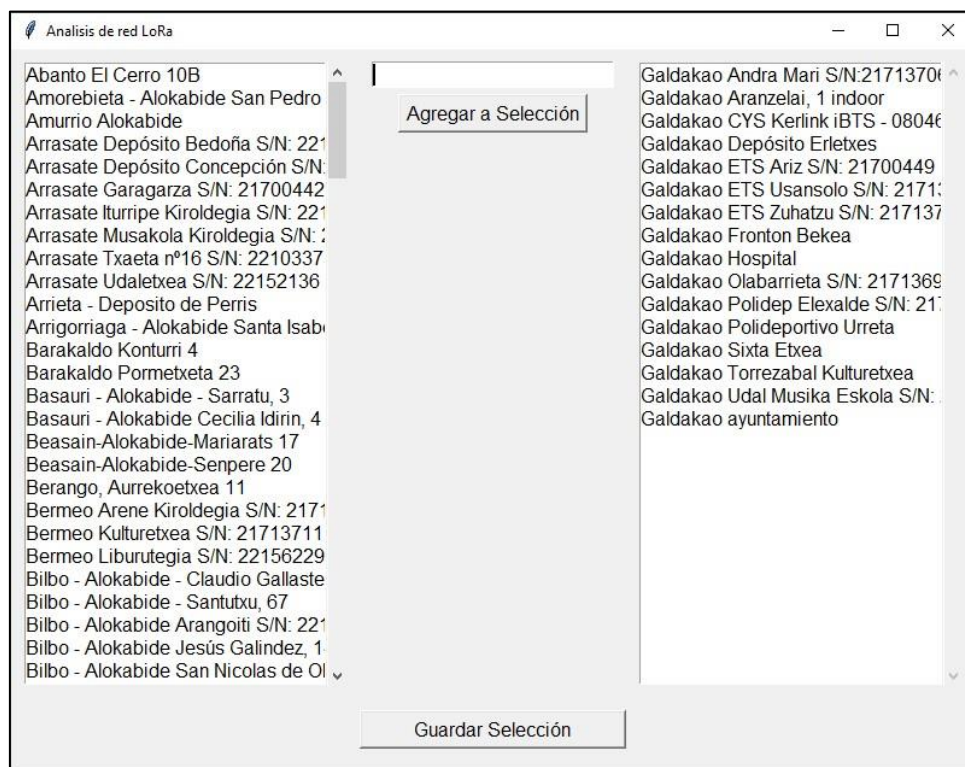 Analisis de red LoRa
Abanto El Cerro 10B
Amorebieta - Alokabide San Pedro
Amurrio Alokabide
Arrasate Depósito Bedoña S/N: 221
Arrasate Depósito Concepción S/N:
Arrasate Garagarza S/N: 21700442
Arrasate Iturripe Kiroldegia S/N: 221
Arrasate Musakola Kiroldegia S/N:
Arrasate Txaeta nº16 S/N: 2210337
Arrasate Udaletxea S/N: 22152136
Arrieta - Deposito de Perris
Arrigorriaga - Alokabide Santa Isab
Barakaldo Konturri 4
Barakaldo Pormetxeta 23
Basauri - Alokabide - Sarratu, 3
Basauri - Alokabide Cecilia Idirin, 4
Beasain-Alokabide-Mariarats 17
Beasain-Alokabide-Senpere 20
Berango, Aurrekoetxea 11
Bermeo Arene Kiroldegia S/N: 2171
Bermeo Kulturetxea S/N: 21713711
Bermeo Liburutegia S/N: 22156229
Bilbo - Alokabide - Claudio Gallaste
Bilbo - Alokabide - Santutxu, 67
Bilbo - Alokabide Arangoiti S/N: 221
Bilbo - Alokabide Jesús Galindez, 1
Bilbo - Alokabide San Nicolas de Ol
Agregar a Selección
Galdakao Andra Mari S/N:2171370
Galdakao Aranzelai, 1 indoor
Galdakao CYS Kerlink iBTS - 0804
Galdakao Depósito Erletxes
Galdakao ETS Ariz S/N: 21700449
Galdakao ETS Usansolo S/N: 2171
Galdakao ETS Zuhatzu S/N: 217137
Galdakao Fronton Bekea
Galdakao Hospital
Galdakao Olabarrieta S/N: 2171369
Galdakao Polidep Elexalde S/N: 21
Galdakao Polideportivo Urreta
Galdakao Sixta Etxea
Galdakao Torrezabal Kulturetxea
Galdakao Udal Musika Eskola S/N:
Galdakao ayuntamiento
Guardar Selección